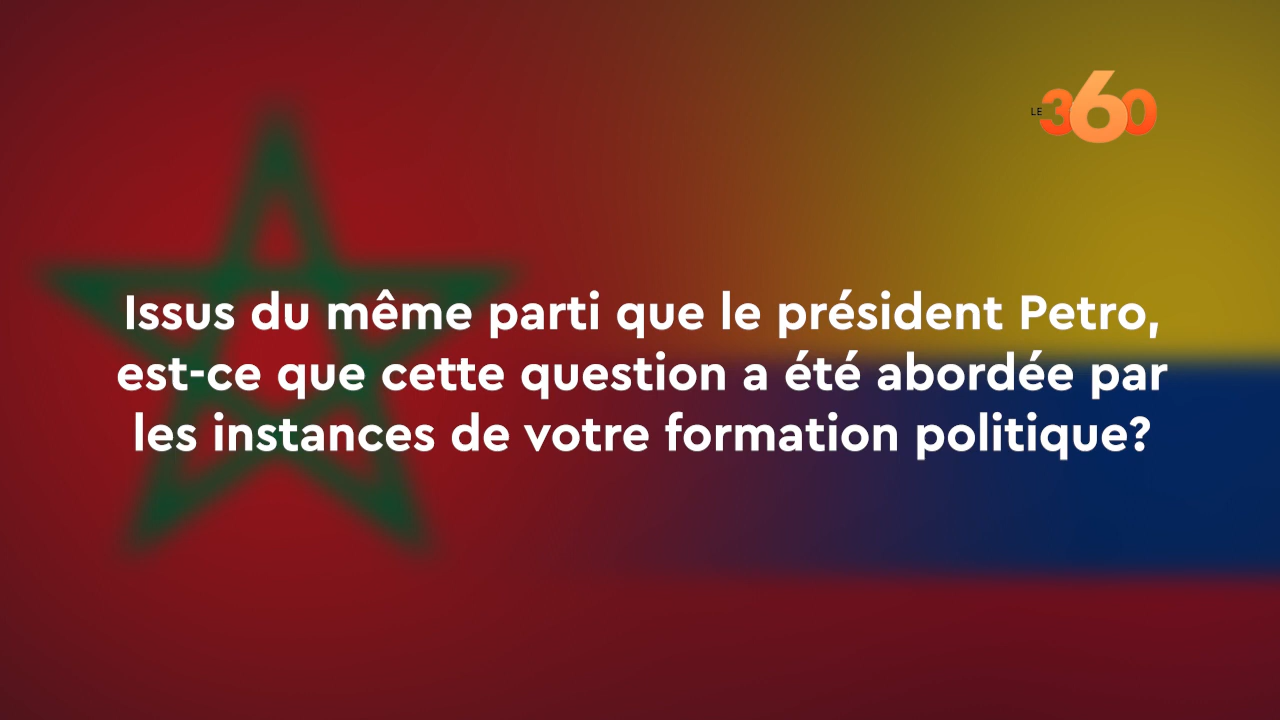 LE 360
Issus du même parti que le président Petro,
est-ce que cette question a été abordée par
les instances de votre formation politique?